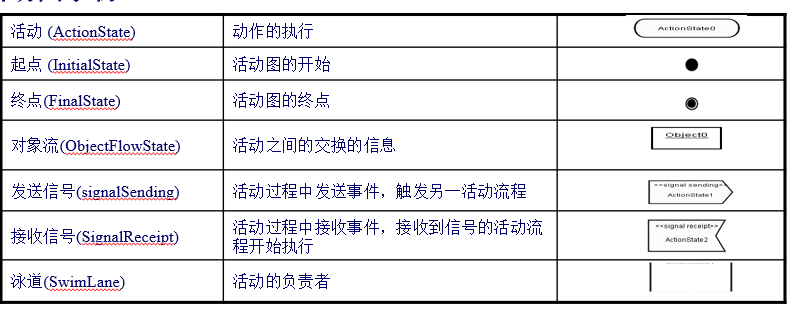 活动 (ActionState)
动作的执行
ActionState0
起点 (InitialState)
活动图的开始
终点(FinalState)
活动图的终点
对象流(ObjectFlowState)
活动之间的交换的信息
Object0
发送信号(signalSending)
活动过程中发送事件，触发另一活动流程
<<signal sending>
ActionState1
接收信号(SignalReceipt)
活动过程中接收事件，接收到信号的活动流
程开始执行
<<signal receipt>>
ActionState2
泳道(SwimLane)
活动的负责者